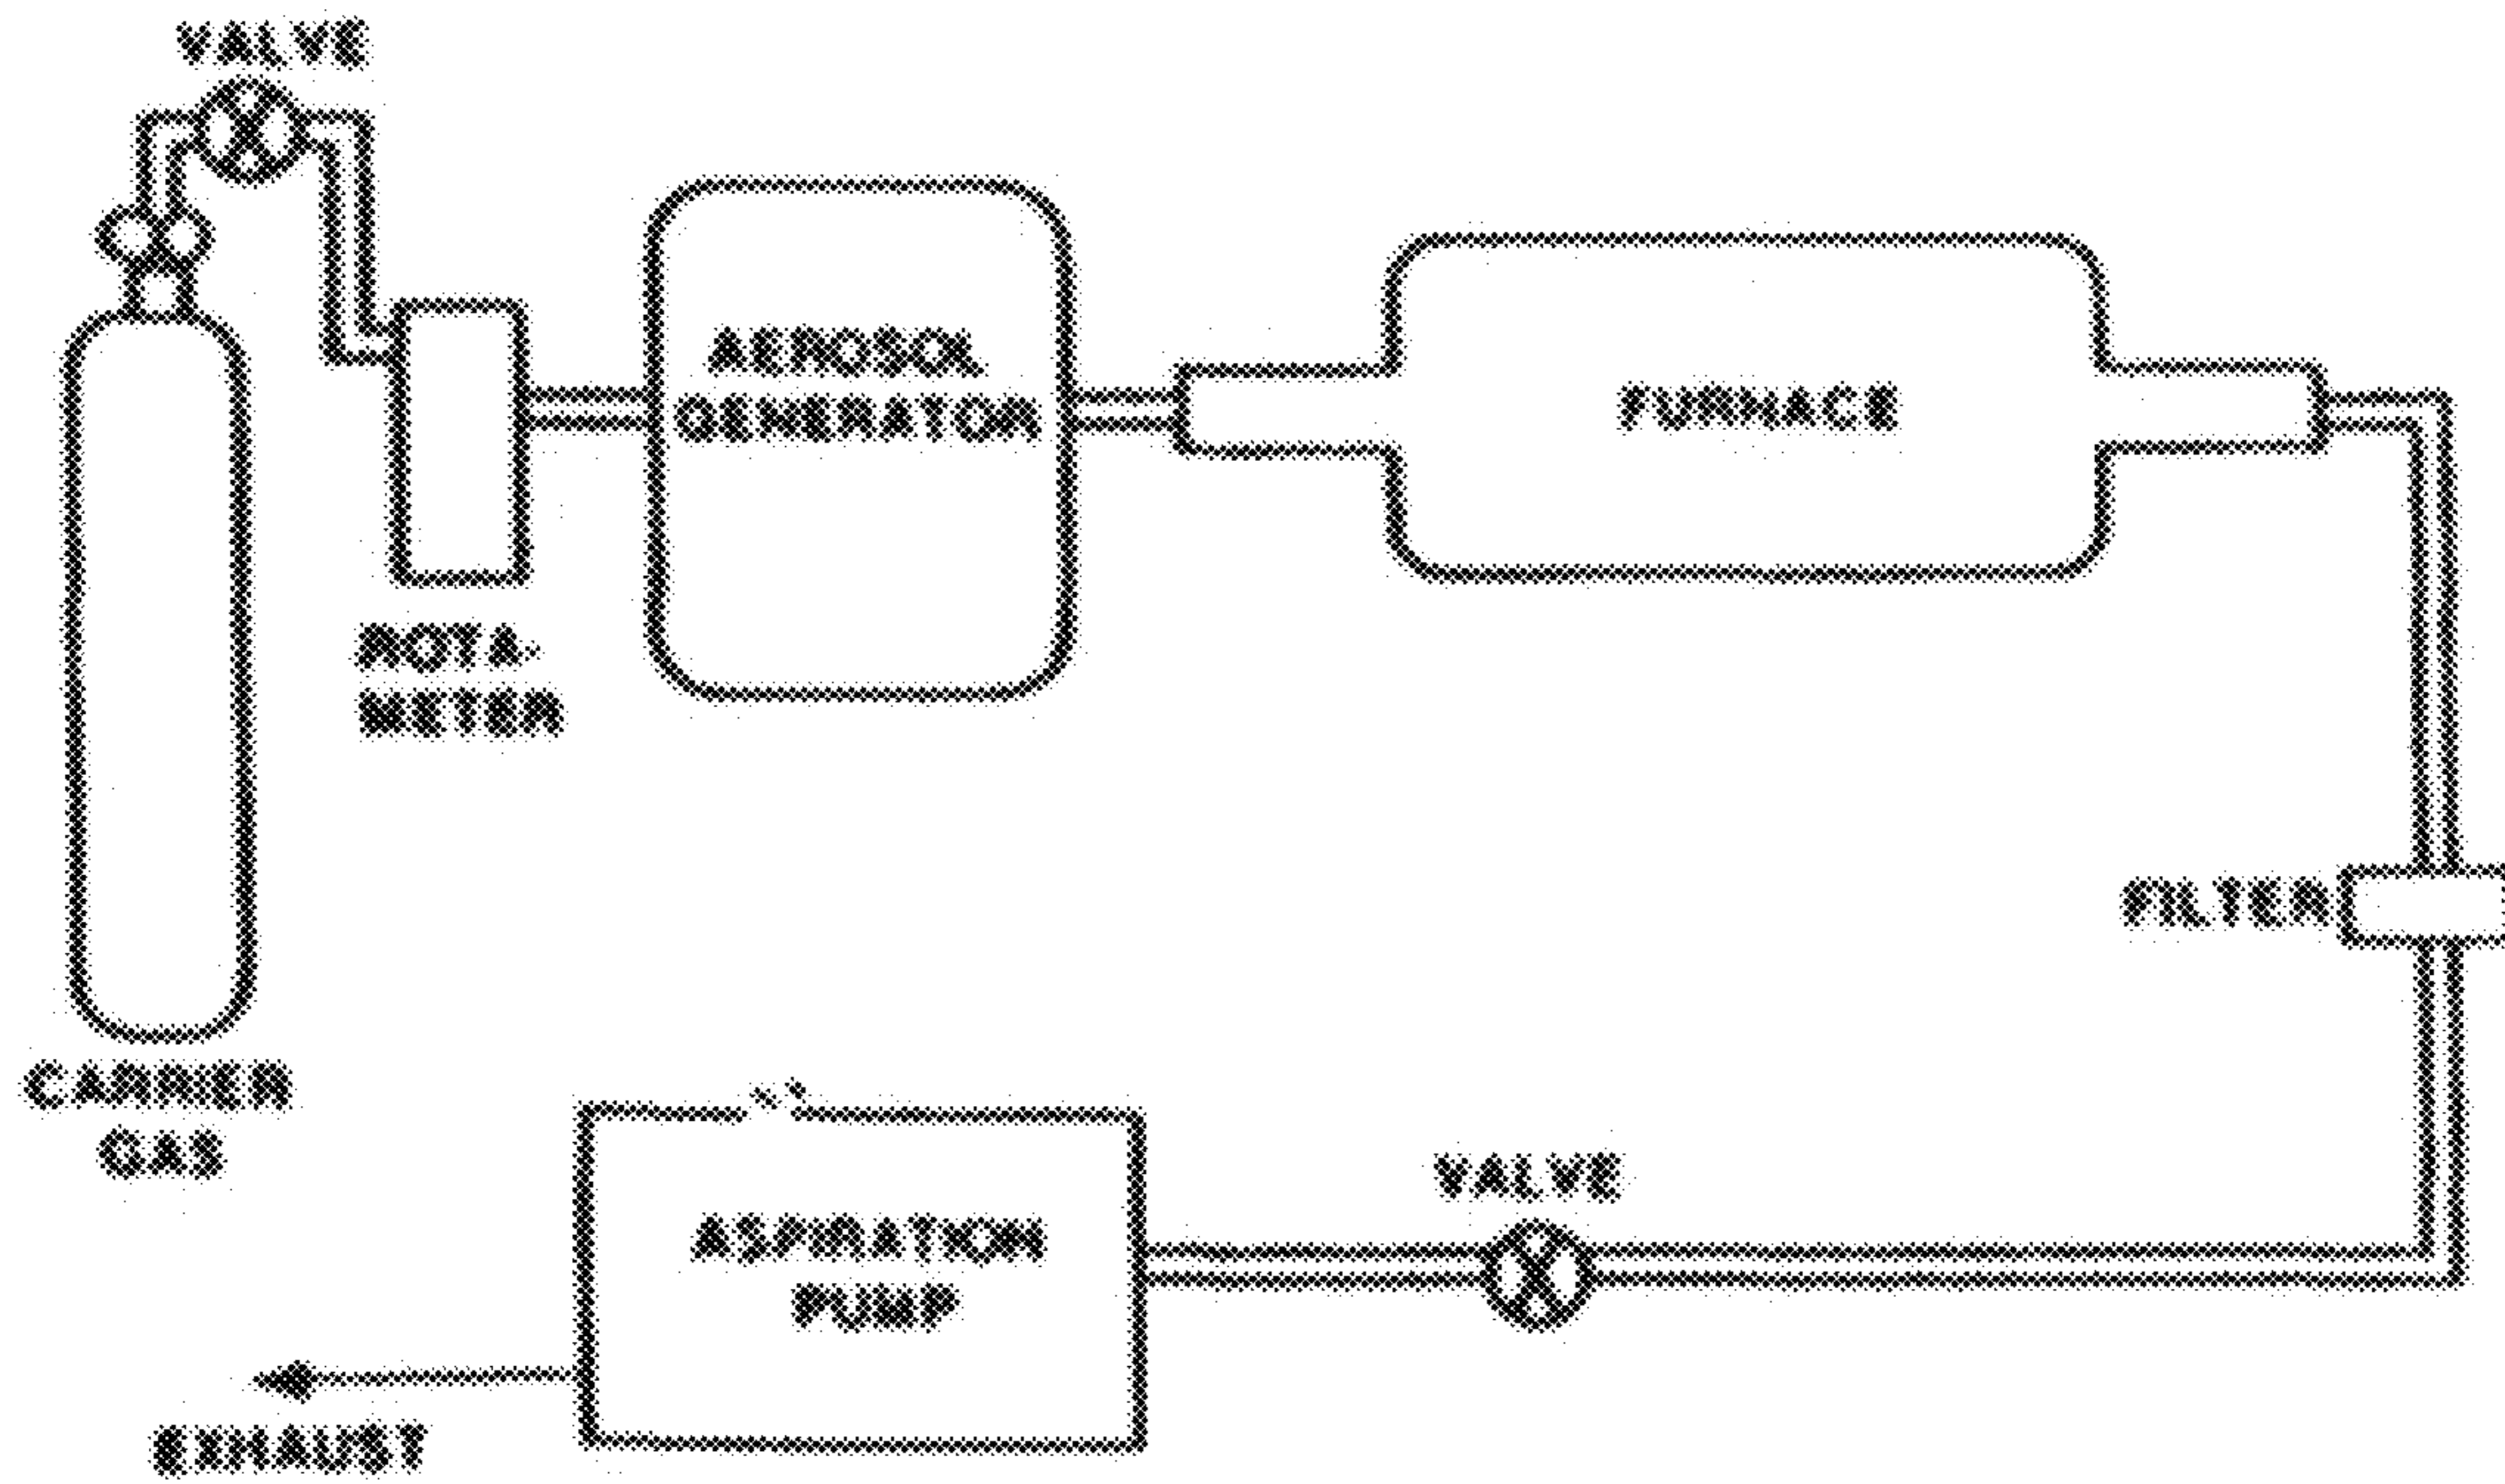 VALVE
AEROSOL
GENERATOR
FURNACE
ROTA-
METER
FILTER
CARRIER
GAS
VALVE
ASPIRATION
PUMP
EXHAUST